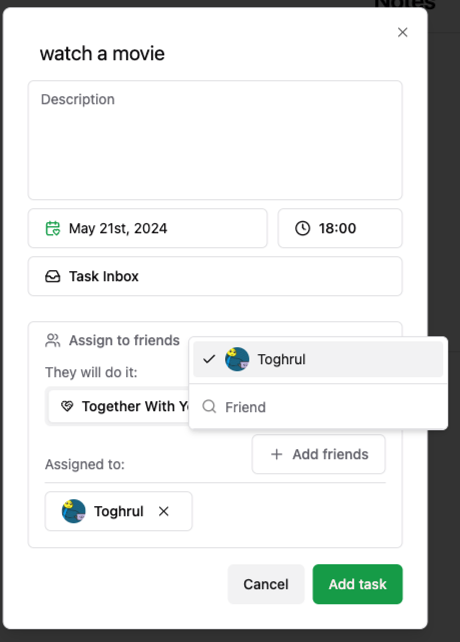 Notes
watch a movie
Description
May 21st, 2024
18:00
Task Inbox
Assign to friends
Toghrul
They will do it:
Together With Y
Friend
Add friends
Assigned to:
Toghrul
Cancel
Add task